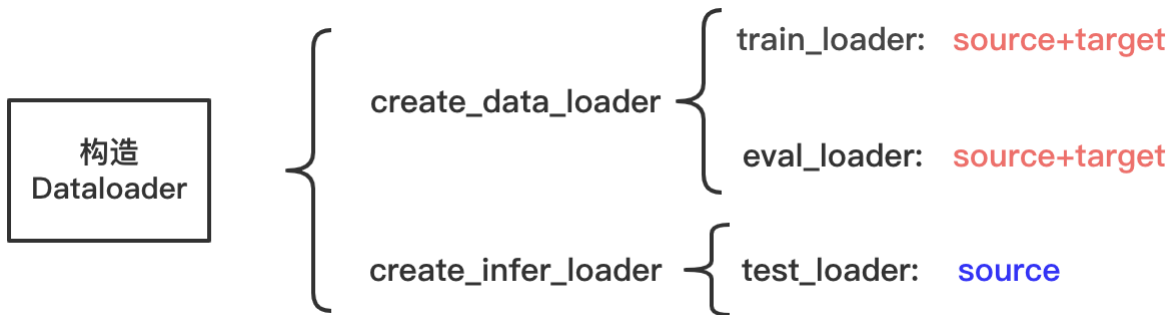 构造
Dataloader
create_data_loader
train_loader: source+target
eval_loader: source+target
create_infer_loader
test_loader: source